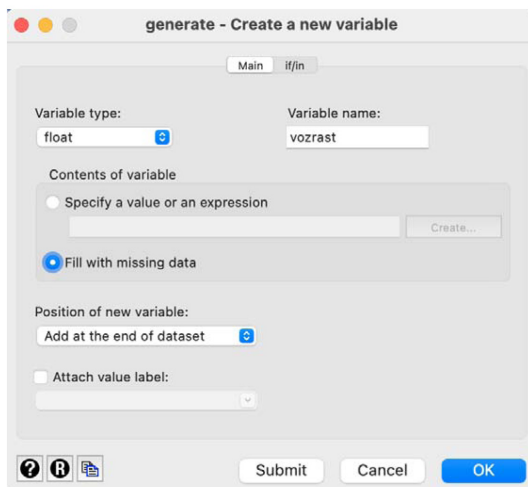 generate - Create a new variable
Main if/in
Variable type: Variable name:
float vozrast
Contents of variable
Specify a value or an expression
Create...
Fill with missing data
Position of new variable:
Add at the end of dataset
Attach value label:
? R
Submit Cancel OK